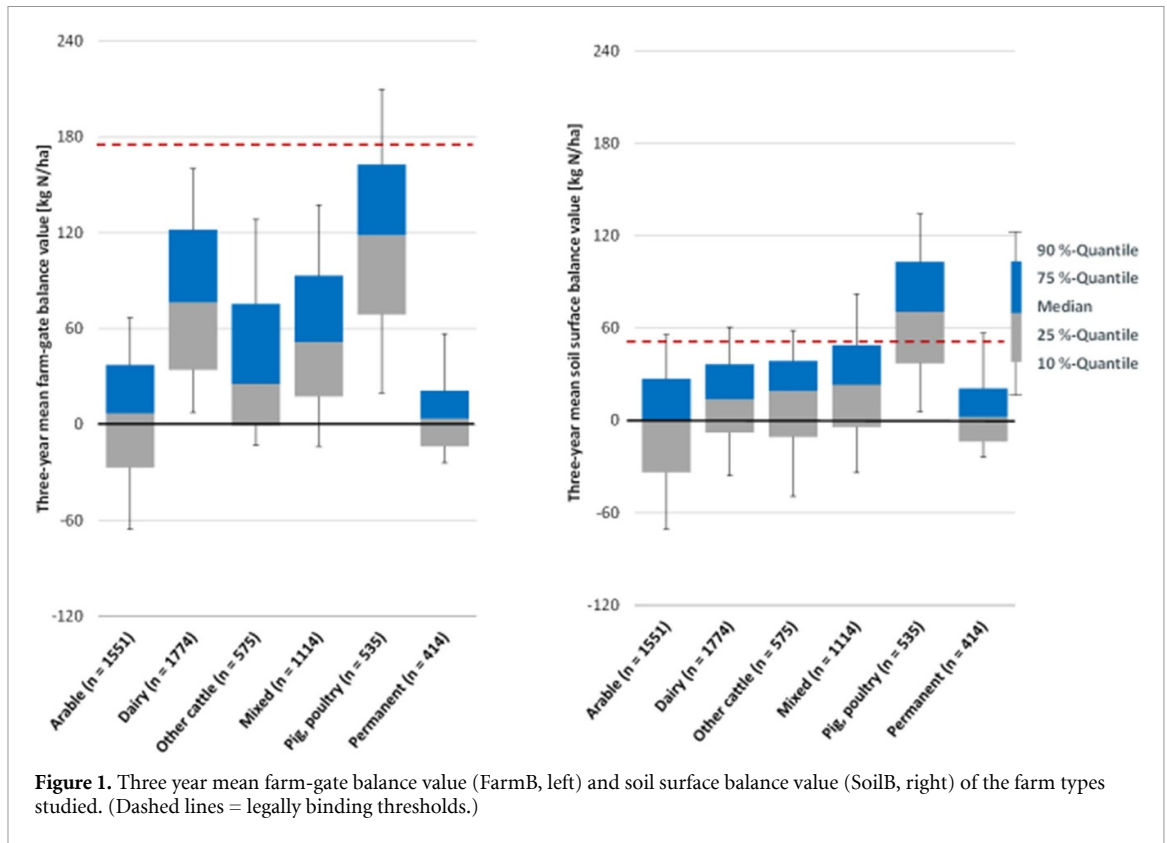 Three-year mean farm-gate balance value [kg N/ha]
240
180
120
60
0
-60
-120
Arable (n = 1551)
Dairy (n = 1774)
Other cattle (n = 575)
Mixed (n = 1114)
Pig, poultry (n = 535)
Permanent (n = 414)
Three-year mean soil surface balance value [kg N/ha]
240
180
120
60
0
-60
-120
Arable (n = 1551)
Dairy (n = 1774)
Other cattle (n = 575)
Mixed (n = 1114)
Pig, poultry (n = 535)
Permanent (n = 414)
90 %-Quantile
75 %-Quantile
Median
25 %-Quantile
10 %-Quantile
Figure 1. Three year mean farm-gate balance value (FarmB, left) and soil surface balance value (SoilB, right) of the farm types
studied. (Dashed lines = legally binding thresholds.)